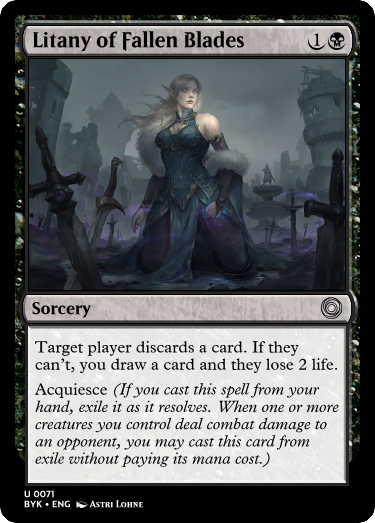 Litany of Fallen Blades 1
Sorcery
Target player discards a card. If they
can't, you draw a card and they lose 2 life.
Acquiesce (If you cast this spell from your
hand, exile it as it resolves. When one or more
creatures you control deal combat damage to
an opponent, you may cast this card from
exile without paying its mana cost.)
U 0071
BYK • ENG Astri Lohne